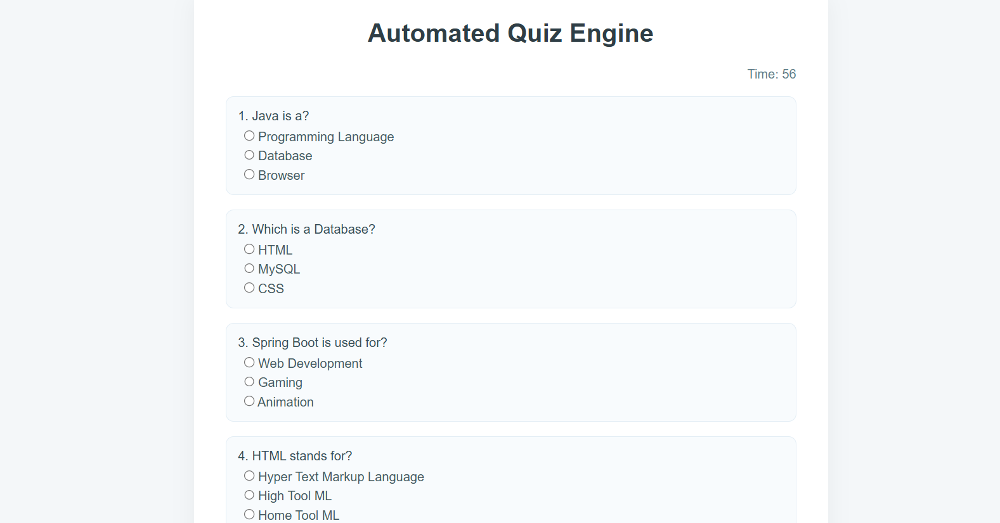 Automated Quiz Engine
Time: 56
1. Java is a?
Programming Language
Database
Browser
2. Which is a Database?
HTML
MySQL
CSS
3. Spring Boot is used for?
Web Development
Gaming
Animation
4. HTML stands for?
Hyper Text Markup Language
High Tool ML
Home Tool ML